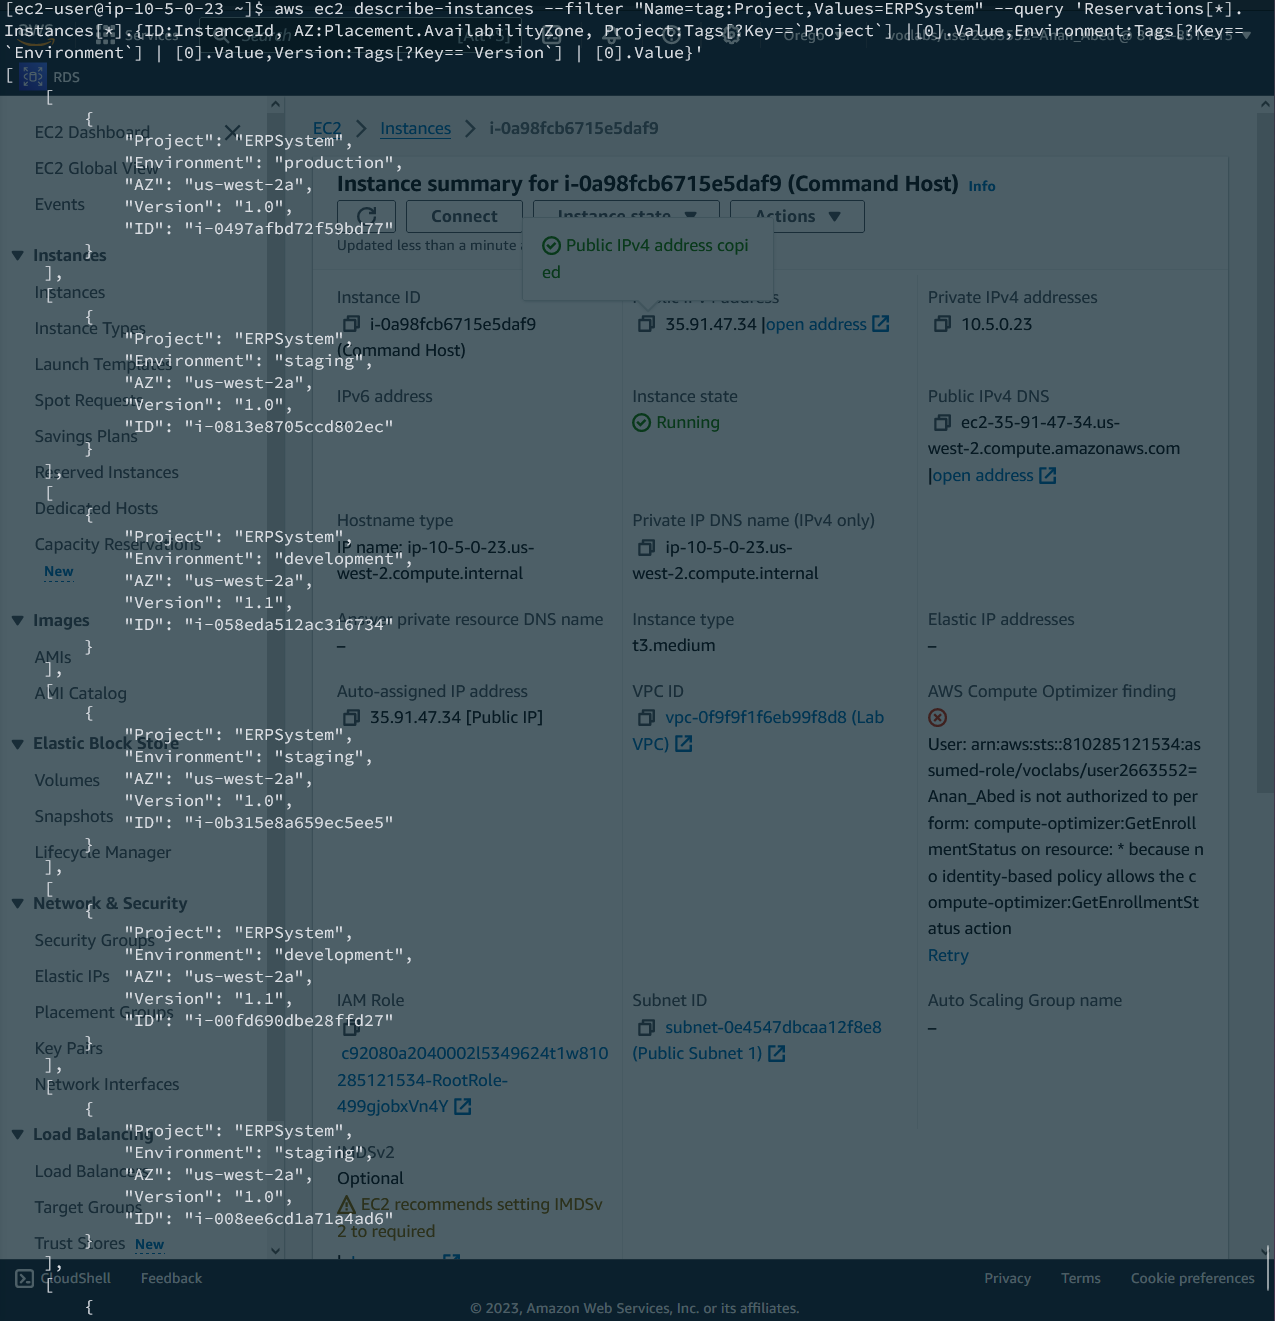 [ec2-user@ip-10-5-0-23 ~]$ aws ec2 describe-instances --filter "Name=tag:Project,Values=ERPSystem" --query 'Reservations[*].
Instances[*].{ID:InstanceId, AZ:Placement.AvailabilityZone, Project:Tags[?Key==`Project`] |[0].Value,Environment:Tags[?Key==
`Environment`] | [0].Value,Version:Tags[?Key==`Version`] | [0].Value}'
[
    [
        {
            "Project": "ERPSystem",
            "Environment": "production",
            "AZ": "us-west-2a",
            "Version": "1.0",
            "ID": "i-0497afbd72f59bd77"
        }
    ],
    [
        {
            "Project": "ERPSystem",
            "Environment": "staging",
            "AZ": "us-west-2a",
            "Version": "1.0",
            "ID": "i-0813e8705ccd802ec"
        }
    ],
    [
        {
            "Project": "ERPSystem",
            "Environment": "development",
            "AZ": "us-west-2a",
            "Version": "1.1",
            "ID": "i-058eda512ac316734"
        }
    ],
    [
        {
            "Project": "ERPSystem",
            "Environment": "staging",
            "AZ": "us-west-2a",
            "Version": "1.0",
            "ID": "i-0b315e8a659ec5ee5"
        }
    ],
    [
        {
            "Project": "ERPSystem",
            "Environment": "development",
            "AZ": "us-west-2a",
            "Version": "1.1",
            "ID": "i-00fd690dbe28ffd27"
        }
    ],
    [
        {
            "Project": "ERPSystem",
            "Environment": "staging",
            "AZ": "us-west-2a",
            "Version": "1.0",
            "ID": "i-008ee6cd1a71a4ad6"
        }
    ],
    [
        {
Services
RDS
EC2 Dashboard
EC2 Global View
Events
Instances
Instances
Instance Types
Launch Templates
Spot Requests
Savings Plans
Reserved Instances
Dedicated Hosts
Capacity Reservations
New
Images
AMIs
AMI Catalog
Elastic Block Store
Volumes
Snapshots
Lifecycle Manager
Network & Security
Security Groups
Elastic IPs
Placement Groups
Key Pairs
Network Interfaces
Load Balancing
Load Balancers
Target Groups
Trust Stores New
EC2 > Instances > i-0a98fcb6715e5daf9
Instance summary for i-0a98fcb6715e5daf9 (Command Host) Info
Connect Instance state Actions
Updated less than a minute
Public IPv4 address copi
ed
Instance ID
i-0a98fcb6715e5daf9
(Command Host)
Public IPv4 address
35.91.47.34 |open address
Private IPv4 addresses
10.5.0.23
IPv6 address
–
Instance state
Running
Public IPv4 DNS
ec2-35-91-47-34.us-
west-2.compute.amazonaws.com
|open address
Hostname type
IP name: ip-10-5-0-23.us-
west-2.compute.internal
Private IP DNS name (IPv4 only)
ip-10-5-0-23.us-
west-2.compute.internal
Answer private resource DNS name
–
Instance type
t3.medium
Elastic IP addresses
–
Auto-assigned IP address
35.91.47.34 [Public IP]
VPC ID
vpc-0f9f9f1f6eb99f8d8 (Lab
VPC)
AWS Compute Optimizer finding
User: arn:aws:sts::810285121534:as
sumed-role/voclabs/user2663552=
Anan_Abed is not authorized to per
form: compute-optimizer:GetEnroll
mentStatus on resource: * because n
o identity-based policy allows the c
ompute-optimizer:GetEnrollmentSt
atus action
Retry
IAM Role
c92080a2040002l5349624t1w810
285121534-RootRole-
499gjobxVn4Y
Subnet ID
subnet-0e4547dbcaa12f8e8
(Public Subnet 1)
Auto Scaling Group name
–
IMDSv2
Optional
EC2 recommends setting IMDSv
2 to required
CloudShell Feedback
Privacy Terms Cookie preferences
© 2023, Amazon Web Services, Inc. or its affiliates.